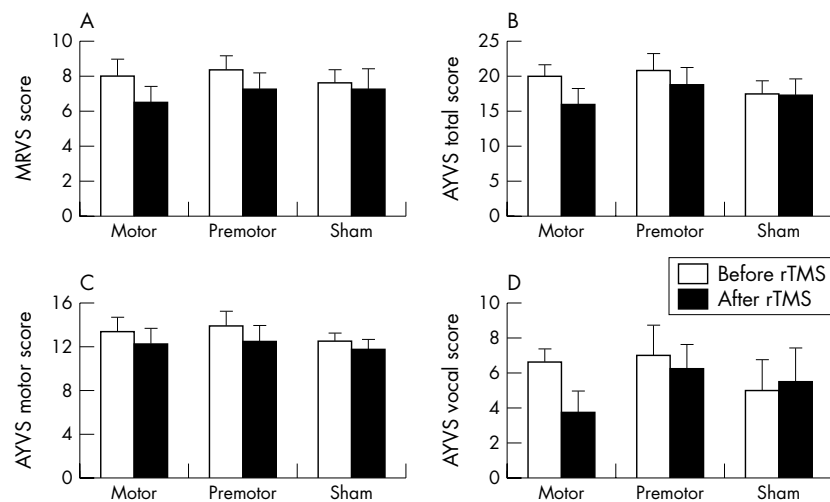 A
MRVS score
10
8
6
4
2
0
Motor Premotor Sham
B
AYVS total score
25
20
15
10
5
0
Motor Premotor Sham
Before rTMS
After rTMS
C
AYVS motor score
16
12
8
4
0
Motor Premotor Sham
D
AYVS vocal score
10
8
6
4
2
0
Motor Premotor Sham